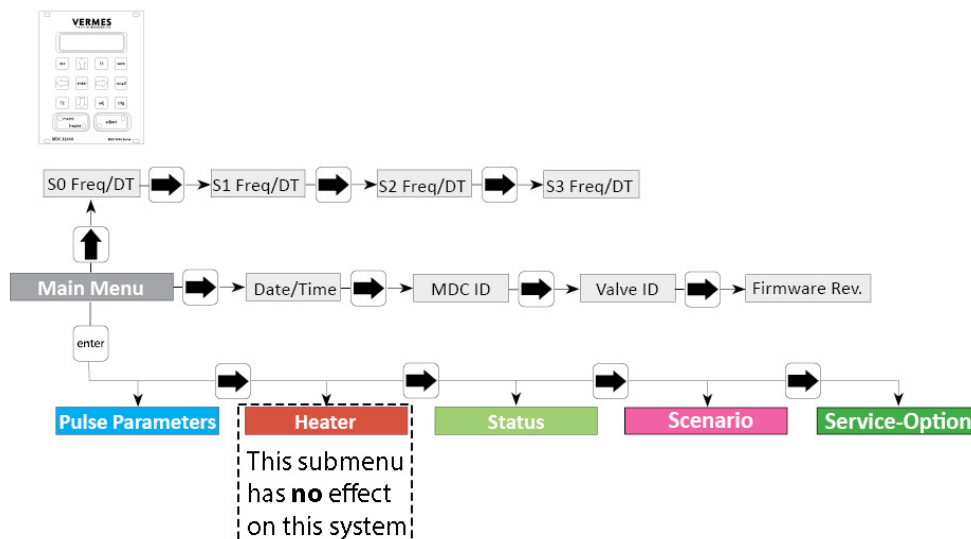 VERMES
S0 Freq/DT
S1 Freq/DT
S2 Freq/DT
S3 Freq/DT
Main Menu
Date/Time
MDC ID
Valve ID
Firmware Rev.
enter
Pulse Parameters
Heater
Status
Scenario
Service-Option
This submenu
has no effect
on this system